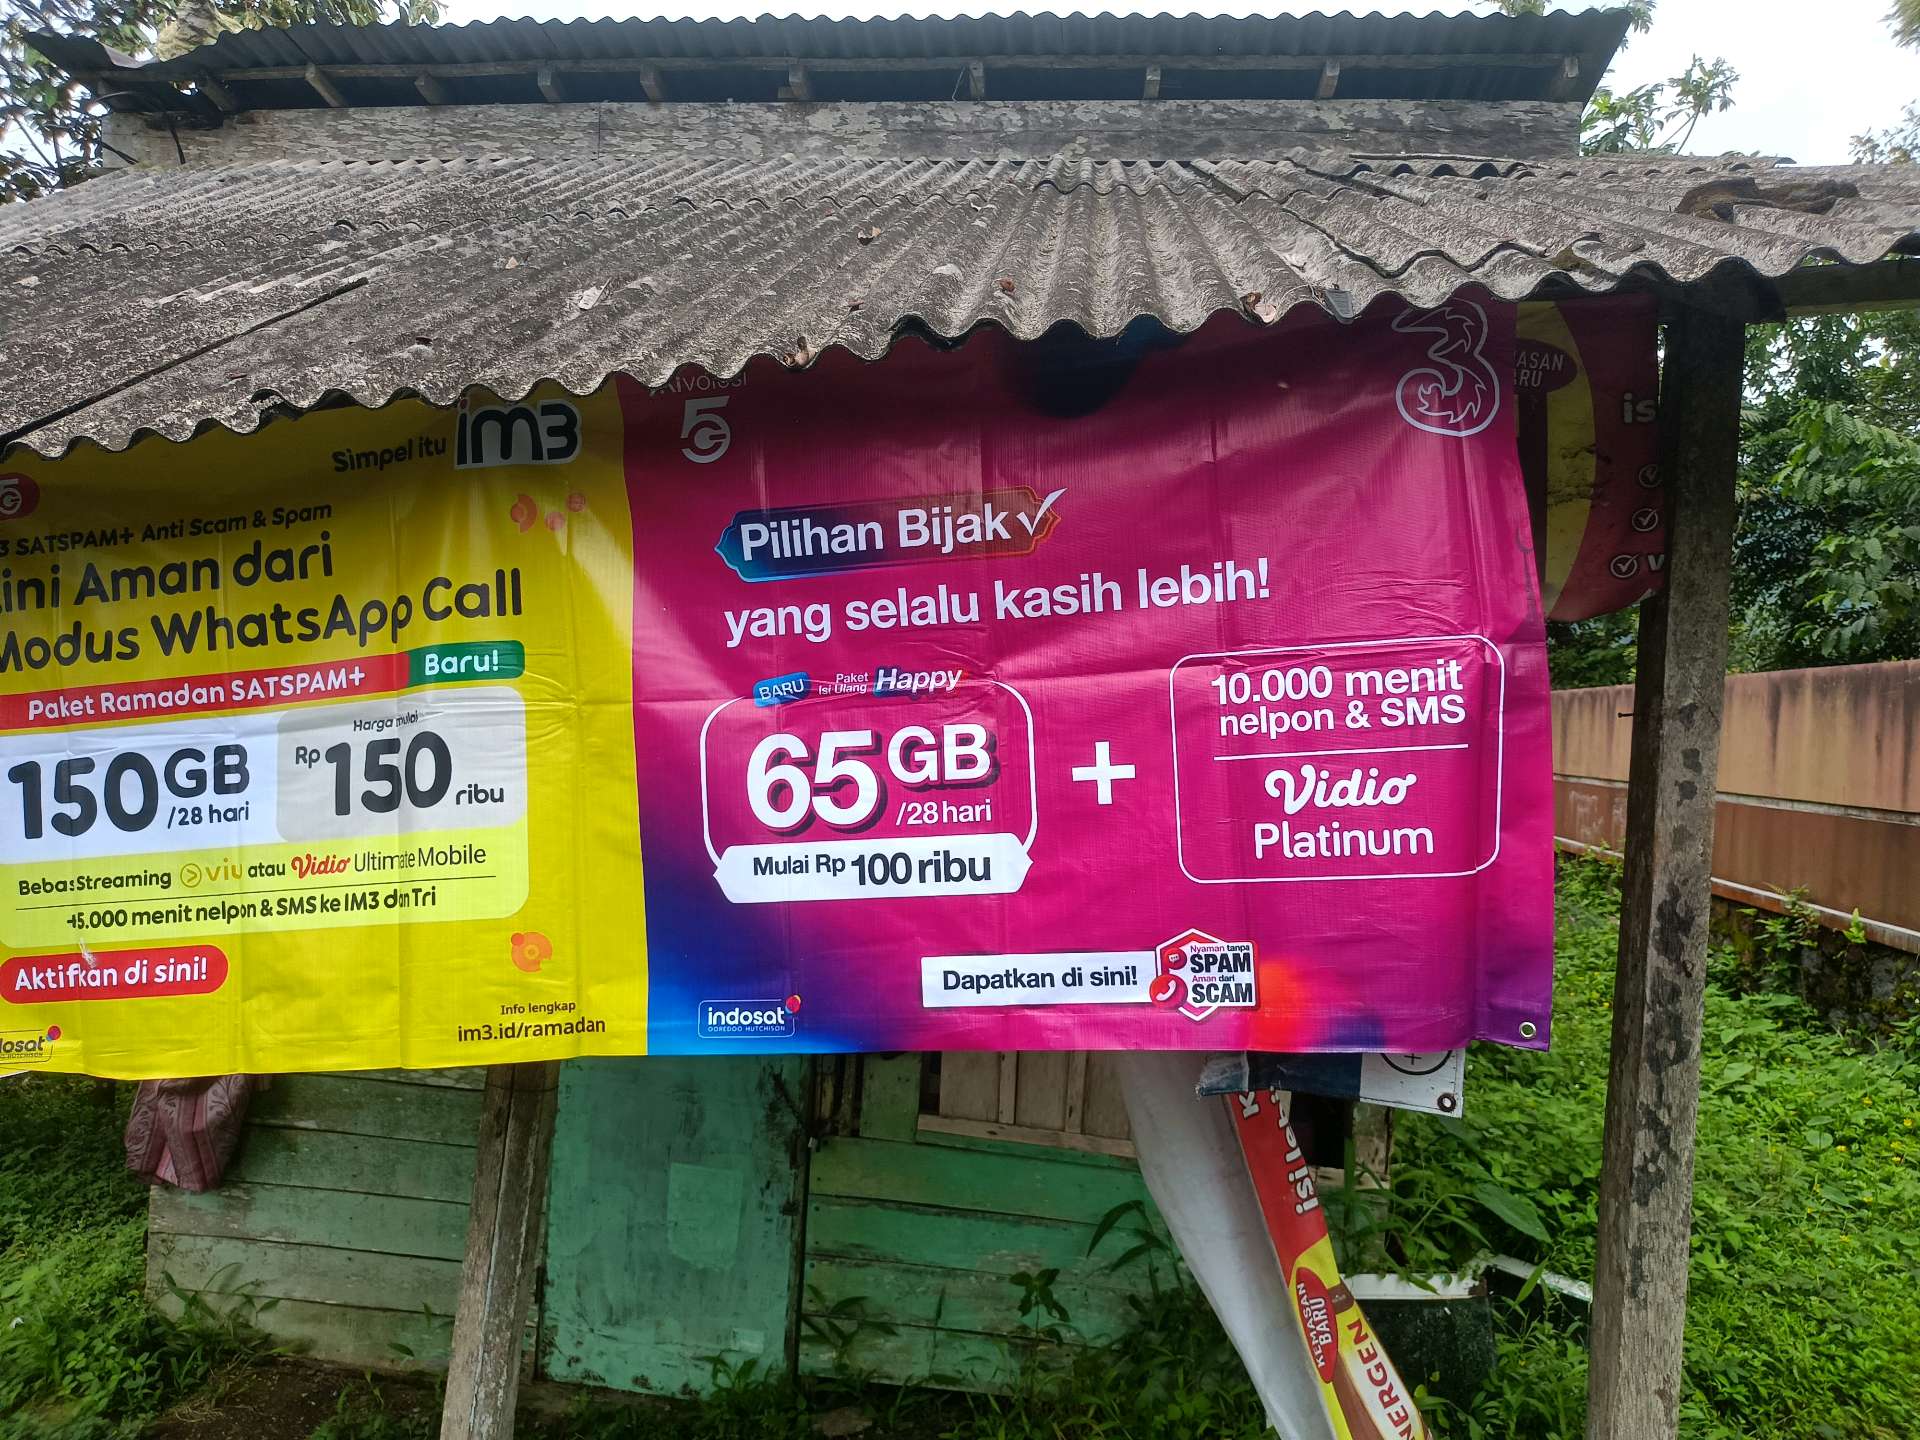 Simpel itu im3
SATSPAM+ Anti Scam & Spam
Aman dari
Modus WhatsApp Call
Paket Ramadan SATSPAM+ Baru!
150GB
/28 hari
Harga mulai
Rp 150 ribu
Bebas Streaming viu atau Vidio Ultimate Mobile
+5.000 menit nelpon & SMS ke IM3 dan Tri
Aktifkan di sini!
Info lengkap
im3.id/ramadan
5G
3
Pilihan Bijak
yang selalu kasih lebih!
BARU Paket Isi Ulang Happy
65GB
/28 hari
Mulai Rp 100 ribu
+
10.000 menit
nelpon & SMS
Vidio
Platinum
Dapatkan di sini!
Nyaman tanpa
SPAM
Aman dari
SCAM
indosat
OOREDOO HUTCHISON
KEMASAN
BARU